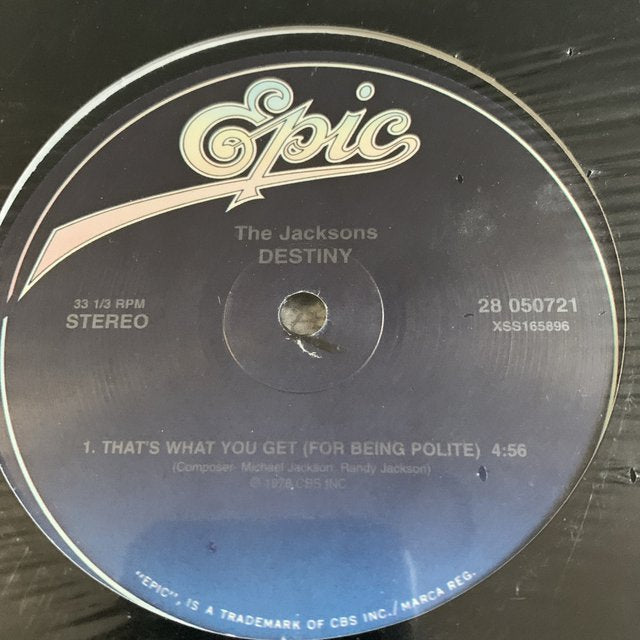 Epic
The Jacksons
DESTINY
33 1/3 RPM
STEREO
28 050721
XSS165896
1. THAT'S WHAT YOU GET (FOR BEING POLITE) 4:56
(Composer- Michael Jackson, Randy Jackson)
© 1978 CBS INC
"EPIC", IS A TRADEMARK OF CBS INC./MARCA REG.